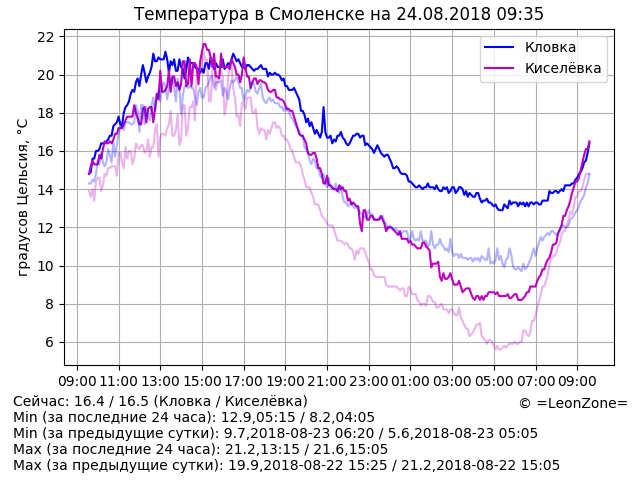 Температура в Смоленске на 24.08.2018 09:35
градусов Цельсия, °C
22
20
18
16
14
12
10
8
6
Кловка
Киселёвка
09:00 11:00 13:00 15:00 17:00 19:00 21:00 23:00 01:00 03:00 05:00 07:00 09:00
Сейчас: 16.4 / 16.5 (Кловка / Киселёвка)
© =LeonZone=
Min (за последние 24 часа): 12.9,05:15 / 8.2,04:05
Min (за предыдущие сутки): 9.7,2018-08-23 06:20 / 5.6,2018-08-23 05:05
Max (за последние 24 часа): 21.2,13:15 / 21.6,15:05
Max (за предыдущие сутки): 19.9,2018-08-22 15:25 / 21.2,2018-08-22 15:05